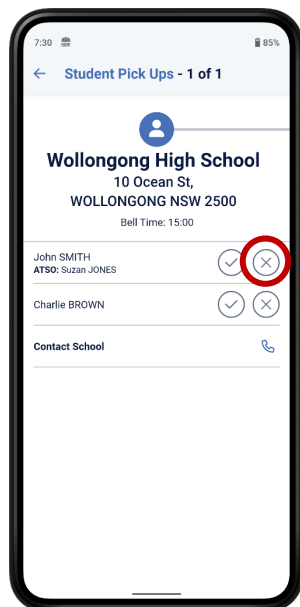 7:30 85%
Student Pick Ups - 1 of 1
Wollongong High School
10 Ocean St,
WOLLONGONG NSW 2500
Bell Time: 15:00
John SMITH
ATSO: Suzan JONES
Charlie BROWN
Contact School